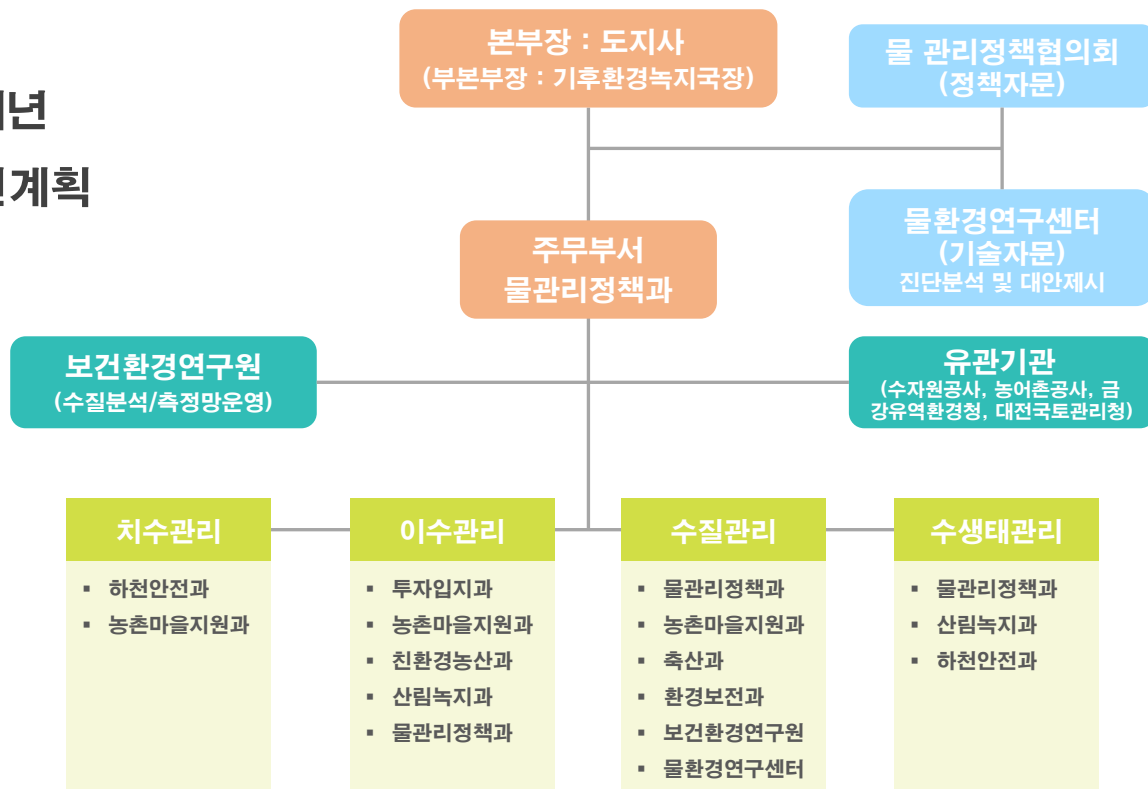 본부장 : 도지사
(부본부장 : 기후환경녹지국장)
물 관리정책협의회
(정책자문)
년
계획
물환경연구센터
(기술자문)
진단분석 및 대안제시
주무부서
물관리정책과
보건환경연구원
(수질분석/측정망운영)
유관기관
(수자원공사, 농어촌공사, 금
강유역환경청, 대전국토관리청)
치수관리
▪ 하천안전과
▪ 농촌마을지원과
이수관리
▪ 투자입지과
▪ 농촌마을지원과
▪ 친환경농산과
▪ 산림녹지과
▪ 물관리정책과
수질관리
▪ 물관리정책과
▪ 농촌마을지원과
▪ 축산과
▪ 환경보전과
▪ 보건환경연구원
▪ 물환경연구센터
수생태관리
▪ 물관리정책과
▪ 산림녹지과
▪ 하천안전과